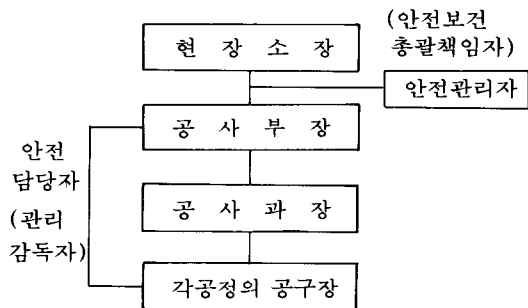 (안전보건
총괄책임자)
현 장 소 장
안전관리자
공 사 부 장
안전
담당자
(관리
감독자)
공 사 과 장
각공정의 공구장